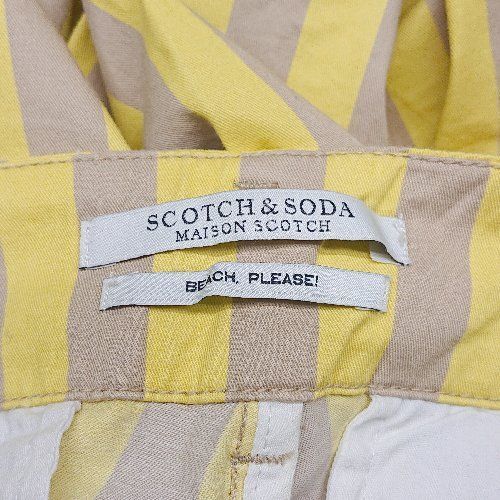 SCOTCH & SODA
MAISON SCOTCH
BEACH, PLEASE!